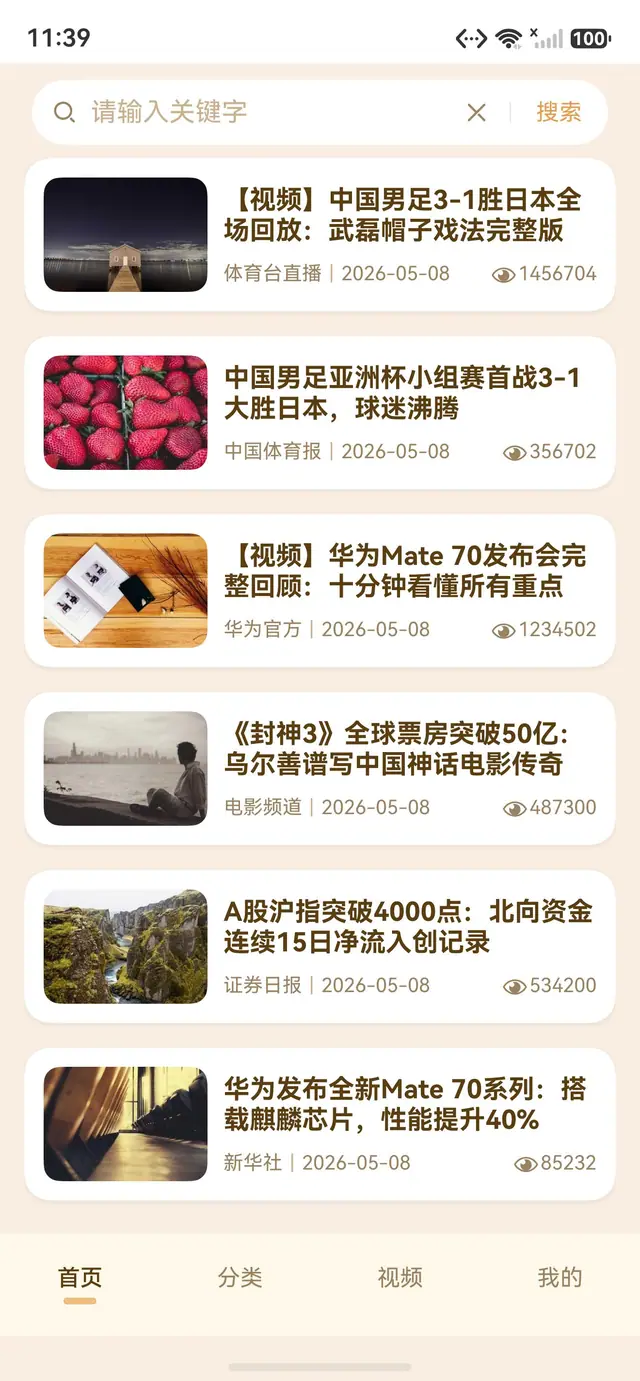 11:39
100
请输入关键字
搜索
【视频】中国男足3-1胜日本全
场回放：武磊帽子戏法完整版
体育台直播 | 2026-05-08 1456704
中国男足亚洲杯小组赛首战3-1
大胜日本，球迷沸腾
中国体育报 | 2026-05-08 356702
【视频】华为Mate 70发布会完
整回顾：十分钟看懂所有重点
华为官方 | 2026-05-08 1234502
《封神3》全球票房突破50亿：
乌尔善谱写中国神话电影传奇
电影频道 | 2026-05-08 487300
A股沪指突破4000点：北向资金
连续15日净流入创记录
证券日报 | 2026-05-08 534200
华为发布全新Mate 70系列：搭
载麒麟芯片，性能提升40%
新华社 | 2026-05-08 85232
首页 分类 视频 我的